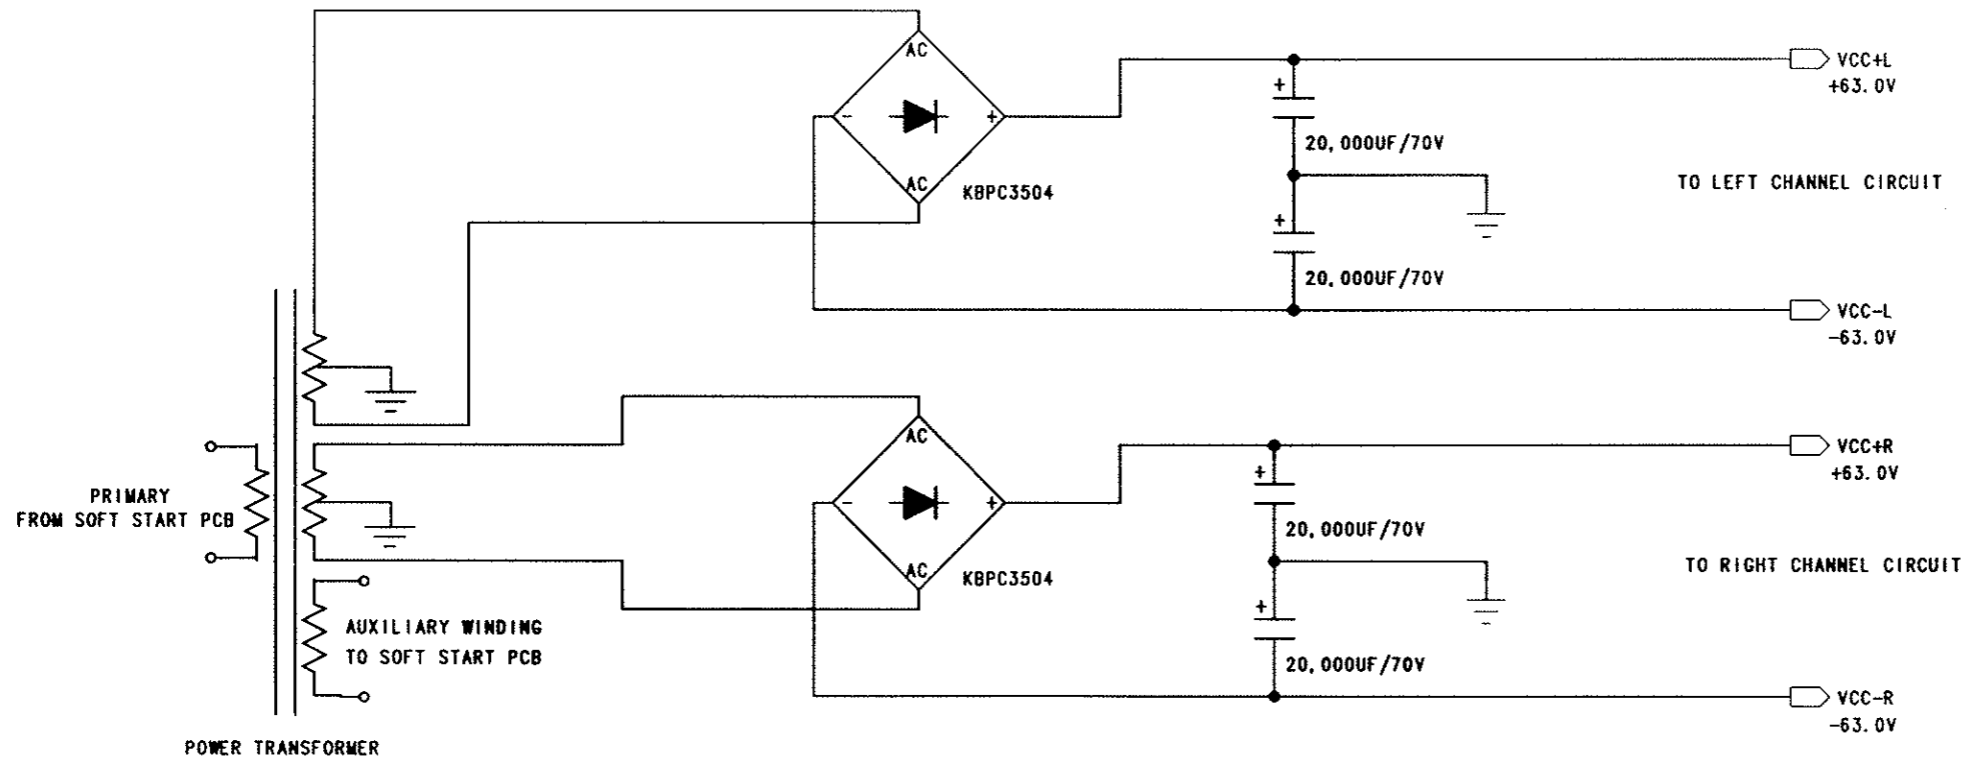 AC
- +
AC
KBPC3504
+
20,000UF/70V
+
20,000UF/70V
VCC+L
+63.0V
TO LEFT CHANNEL CIRCUIT
VCC-L
-63.0V
PRIMARY
FROM SOFT START PCB
AUXILIARY WINDING
TO SOFT START PCB
POWER TRANSFORMER
AC
- +
AC
KBPC3504
+
20,000UF/70V
+
20,000UF/70V
VCC+R
+63.0V
TO RIGHT CHANNEL CIRCUIT
VCC-R
-63.0V